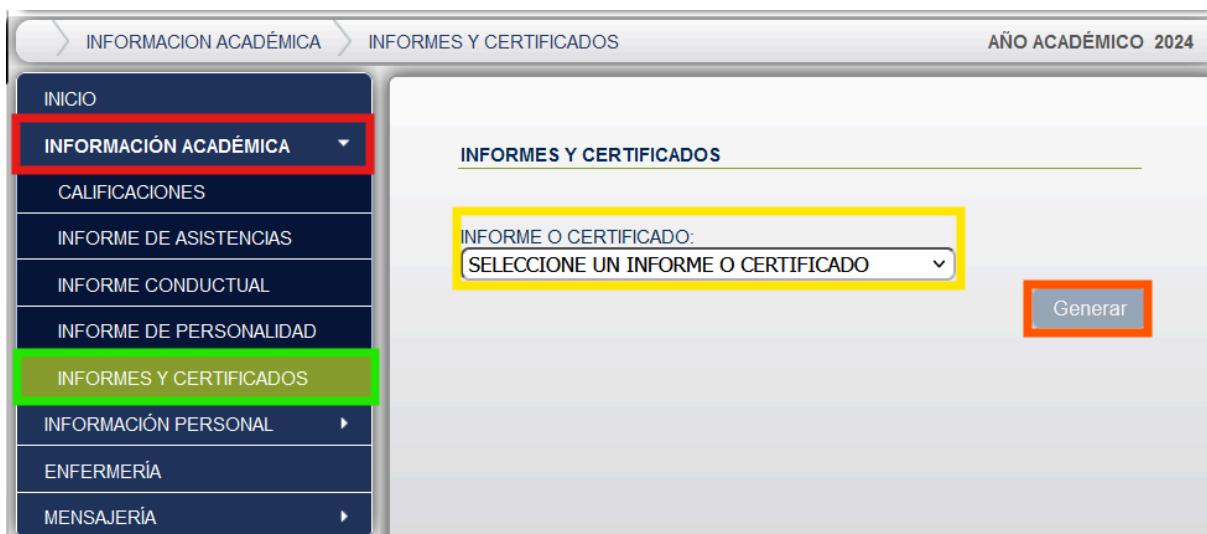 INFORMACION ACADÉMICA INFORMES Y CERTIFICADOS AÑO ACADÉMICO 2024
INICIO
INFORMACIÓN ACADÉMICA
CALIFICACIONES
INFORME DE ASISTENCIAS
INFORME CONDUCTUAL
INFORME DE PERSONALIDAD
INFORMES Y CERTIFICADOS
INFORMACIÓN PERSONAL
ENFERMERÍA
MENSAJERÍA
INFORMES Y CERTIFICADOS
INFORME O CERTIFICADO:
SELECCIONE UN INFORME O CERTIFICADO
Generar